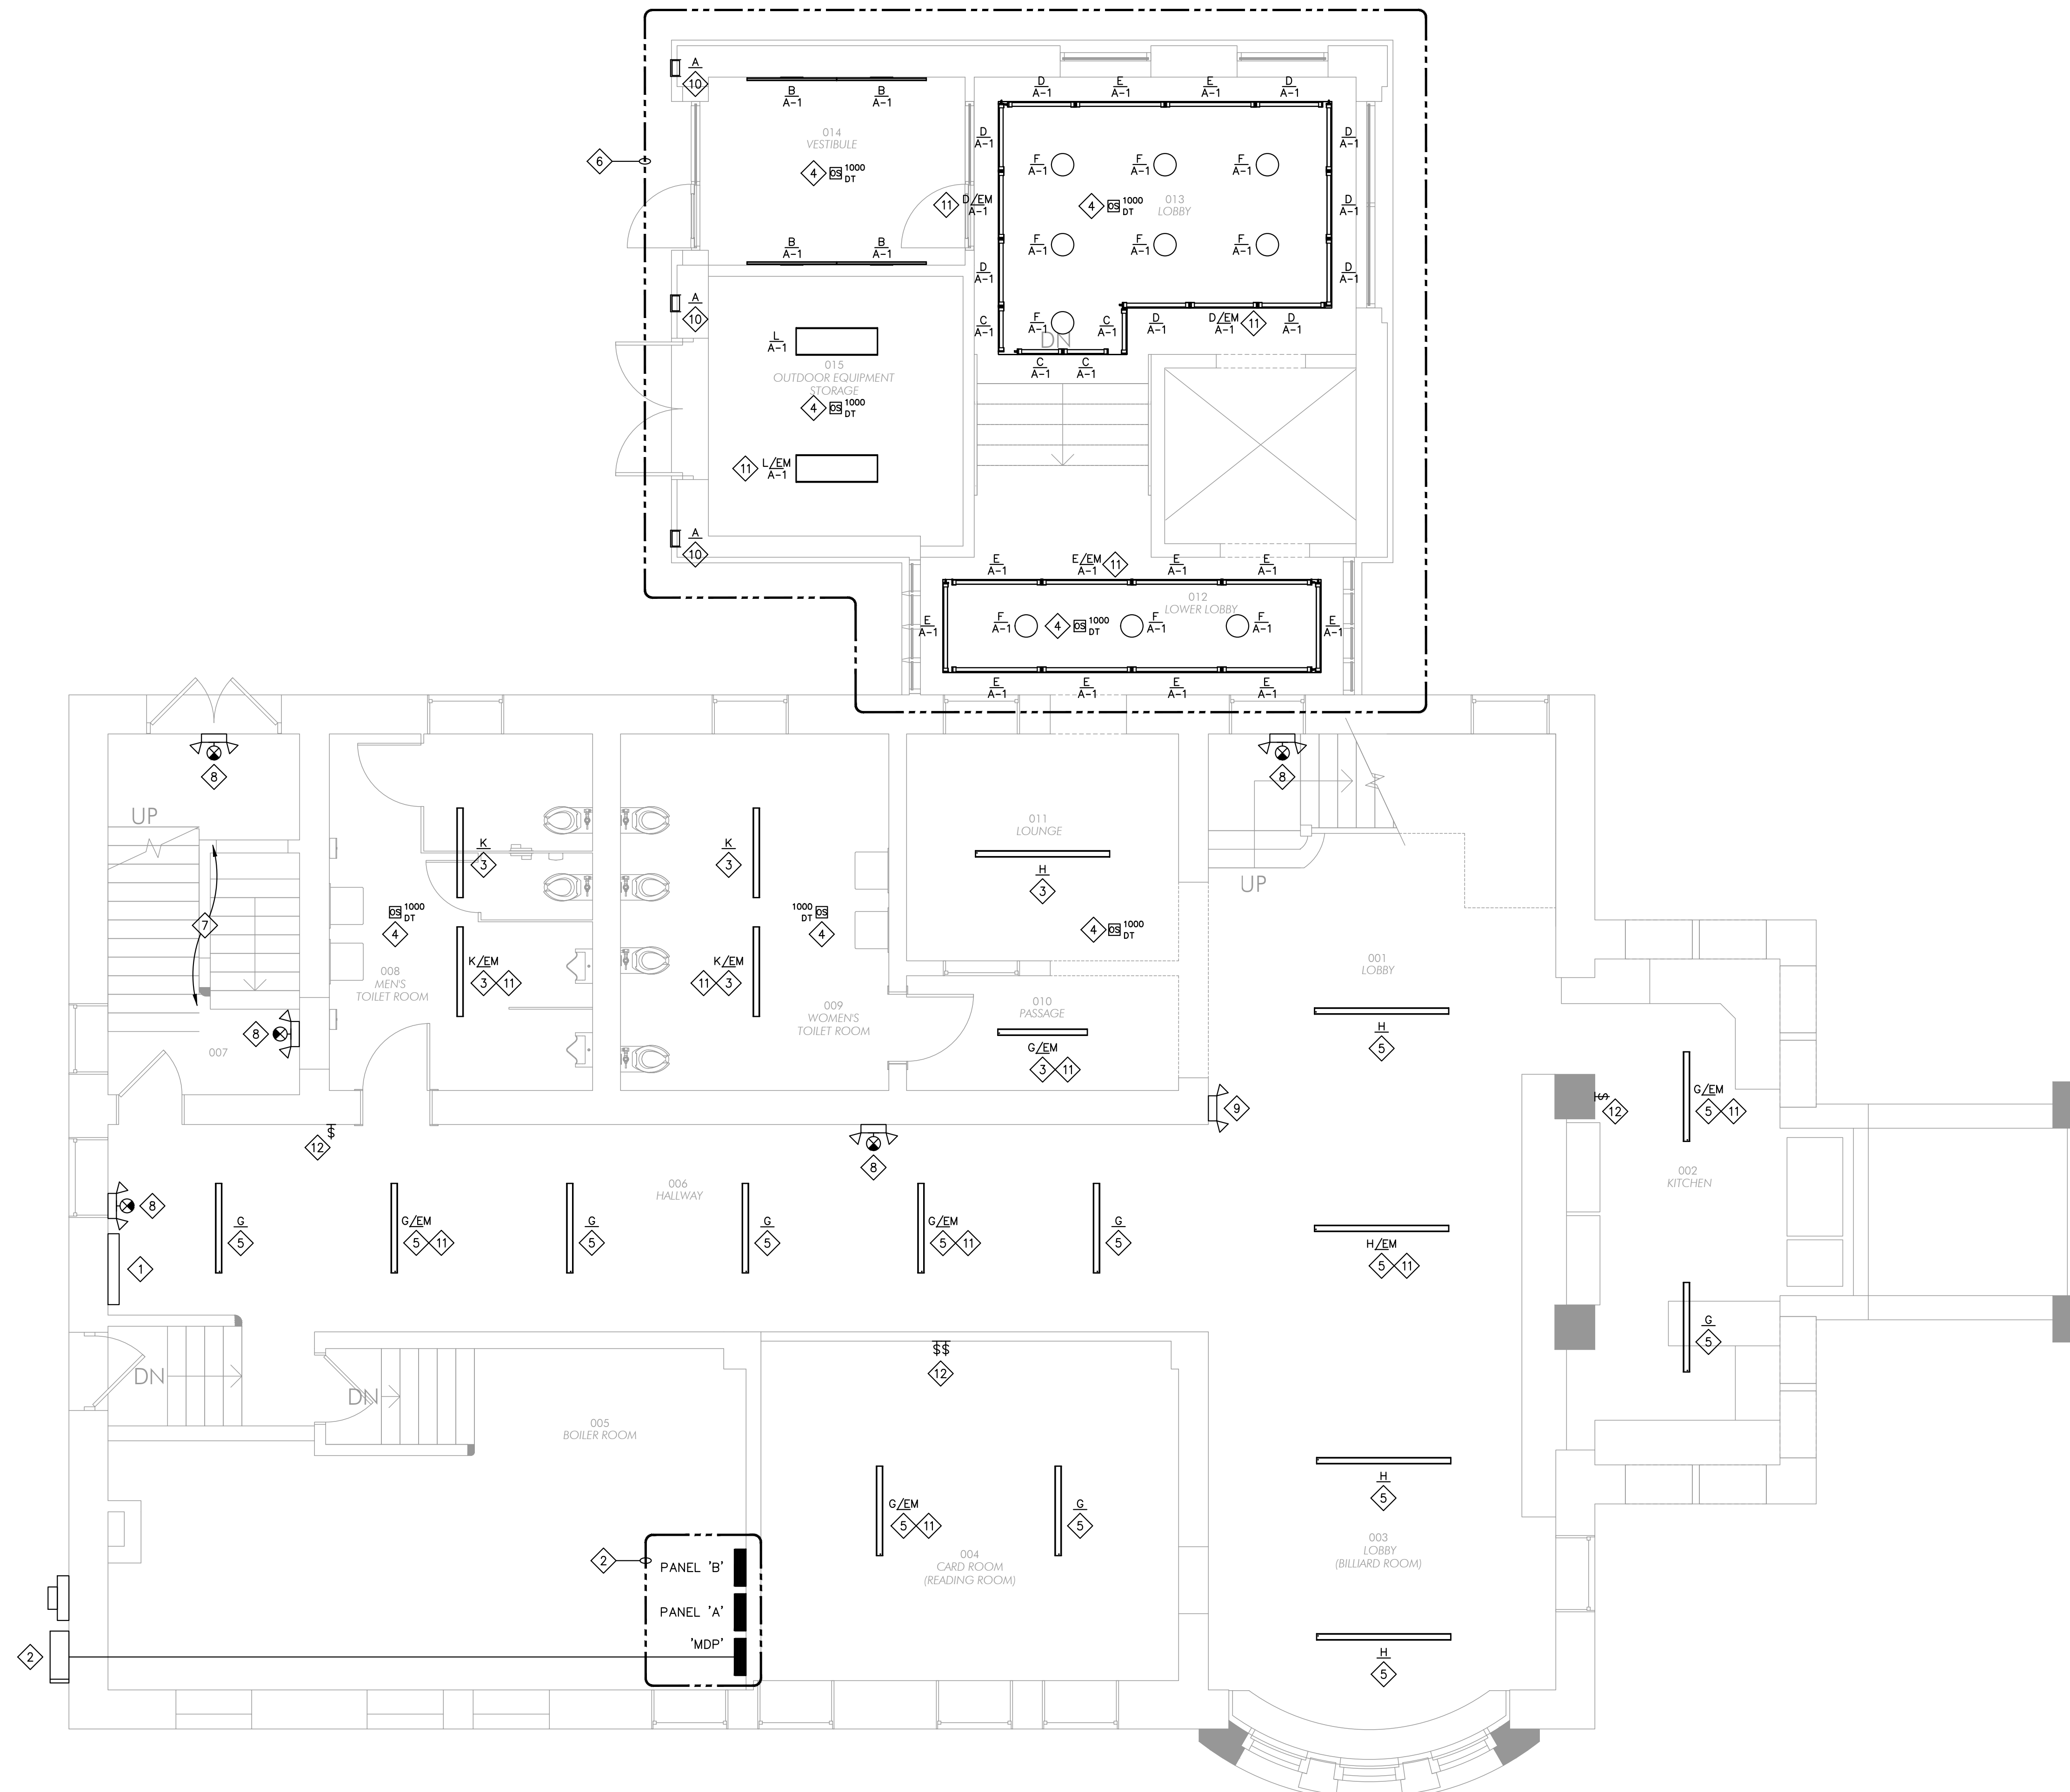 A
10
B
A-1
B
A-1
014
VESTIBULE
4
OS
1000
DT
B
A-1
B
A-1
6
D
A-1
E
A-1
E
A-1
D
A-1
D
A-1
D
A-1
F
A-1
F
A-1
F
A-1
4
OS
1000
DT
013
LOBBY
11
D/EM
A-1
D
A-1
F
A-1
F
A-1
F
A-1
D
A-1
D
A-1
A
10
C
A-1
F
A-1
DN
C
A-1
D
A-1
D/EM
A-1
11
D
A-1
C
A-1
C
A-1
L
A-1
015
OUTDOOR EQUIPMENT
STORAGE
4
OS
1000
DT
11
L/EM
A-1
A
10
E
A-1
E/EM
A-1
11
E
A-1
E
A-1
012
LOWER LOBBY
E
A-1
F
A-1
4
OS
1000
DT
F
A-1
F
A-1
E
A-1
E
A-1
E
A-1
E
A-1
E
A-1
8
8
UP
K
3
K
3
011
LOUNGE
H
3
UP
7
OS
1000
DT
4
1000
DT
OS
4
4
OS
1000
DT
008
MEN'S
TOILET ROOM
K/EM
3
11
K/EM
11
3
001
LOBBY
009
WOMEN'S
TOILET ROOM
010
PASSAGE
G/EM
3
11
H
5
8
007
9
G/EM
5
11
$
12
$
12
8
002
KITCHEN
8
006
HALLWAY
G
5
G/EM
5
11
G
5
G
5
G/EM
5
11
G
5
H/EM
5
11
1
G
5
DN
DN
$$
12
005
BOILER ROOM
H
5
G/EM
5
11
G
5
004
CARD ROOM
(READING ROOM)
003
LOBBY
(BILLIARD ROOM)
2
PANEL 'B'
PANEL 'A'
'MDP'
2
H
5